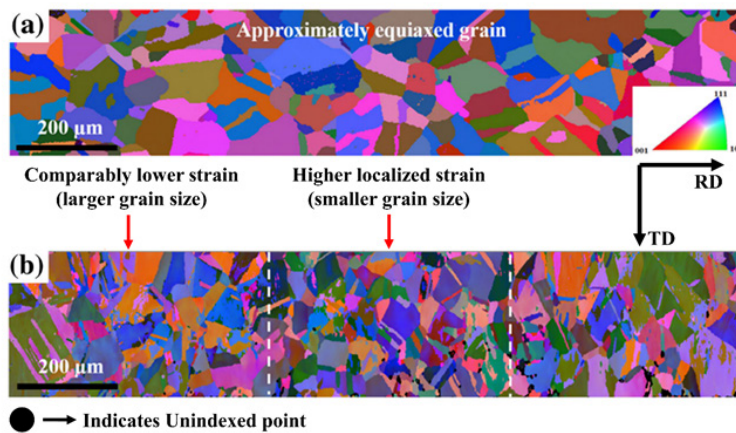 (a)
Approximately equiaxed grain
200 µm
111
001
10
Comparably lower strain
(larger grain size)
Higher localized strain
(smaller grain size)
RD
TD
(b)
200 µm
Indicates Unindexed point